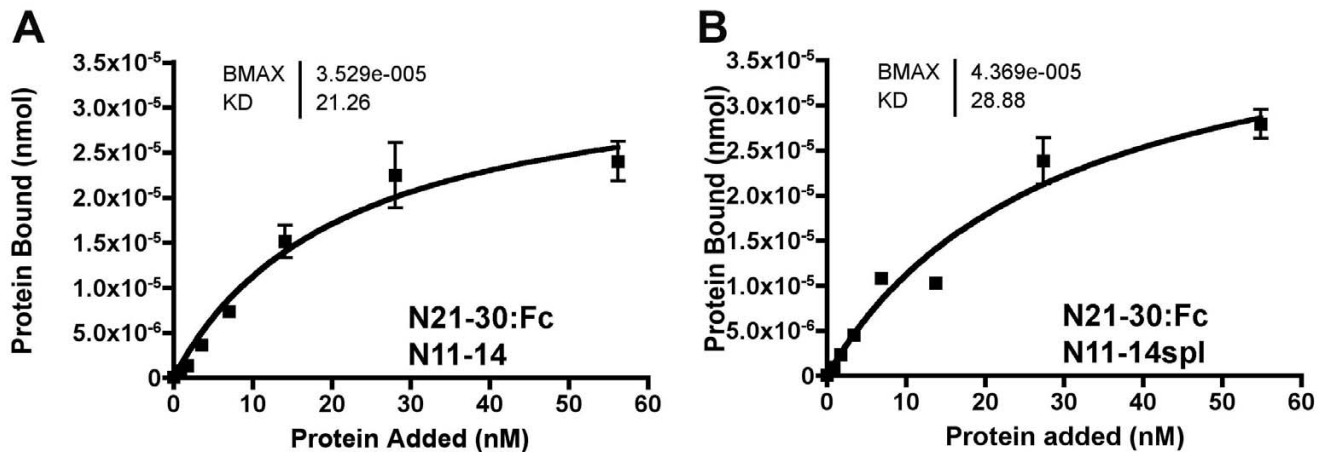 A
Protein Bound (nmol)
3.5x10⁻⁵
3.0x10⁻⁵
2.5x10⁻⁵
2.0x10⁻⁵
1.5x10⁻⁵
1.0x10⁻⁵
5.0x10⁻⁶
0
BMAX 3.529e-005
KD 21.26
N21-30:Fc
N11-14
0 10 20 30 40 50 60
Protein Added (nM)
B
Protein Bound (nmol)
3.5x10⁻⁵
3.0x10⁻⁵
2.5x10⁻⁵
2.0x10⁻⁵
1.5x10⁻⁵
1.0x10⁻⁵
5.0x10⁻⁶
0
BMAX 4.369e-005
KD 28.88
N21-30:Fc
N11-14spl
0 10 20 30 40 50 60
Protein added (nM)